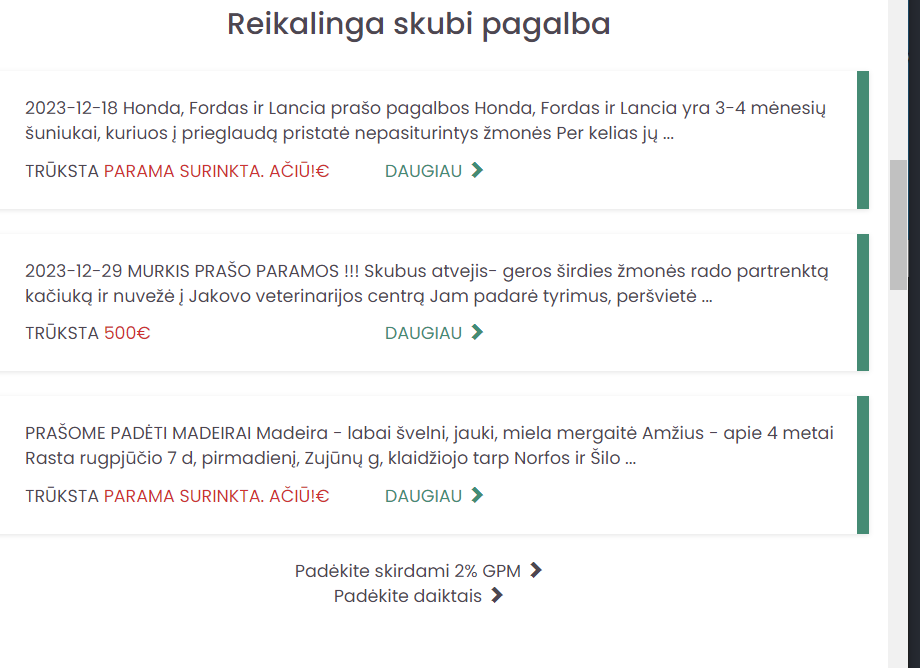 Reikalinga skubi pagalba
2023-12-18 Honda, Fordas ir Lancia prašo pagalbos Honda, Fordas ir Lancia yra 3-4 mėnesių
šuniukai, kuriuos į prieglaudą pristatė nepasiturintys žmonės Per kelias jų ...
TRŪKSTA PARAMA SURINKTA. AČIŪ!€ DAUGIAU
2023-12-29 MURKIS PRAŠO PARAMOS !!! Skubus atvejis- geros širdies žmonės rado partrenktą
kačiuką ir nuvežė į Jakovo veterinarijos centrą Jam padarė tyrimus, peršvietė ...
TRŪKSTA 500€ DAUGIAU
PRAŠOME PADĖTI MADEIRAI Madeira - labai švelni, jauki, miela mergaitė Amžius - apie 4 metai
Rasta rugpjūčio 7 d, pirmadienį, Zujūnų g, klaidžiojo tarp Norfos ir Šilo ...
TRŪKSTA PARAMA SURINKTA. AČIŪ!€ DAUGIAU
Padėkite skirdami 2% GPM
Padėkite daiktais